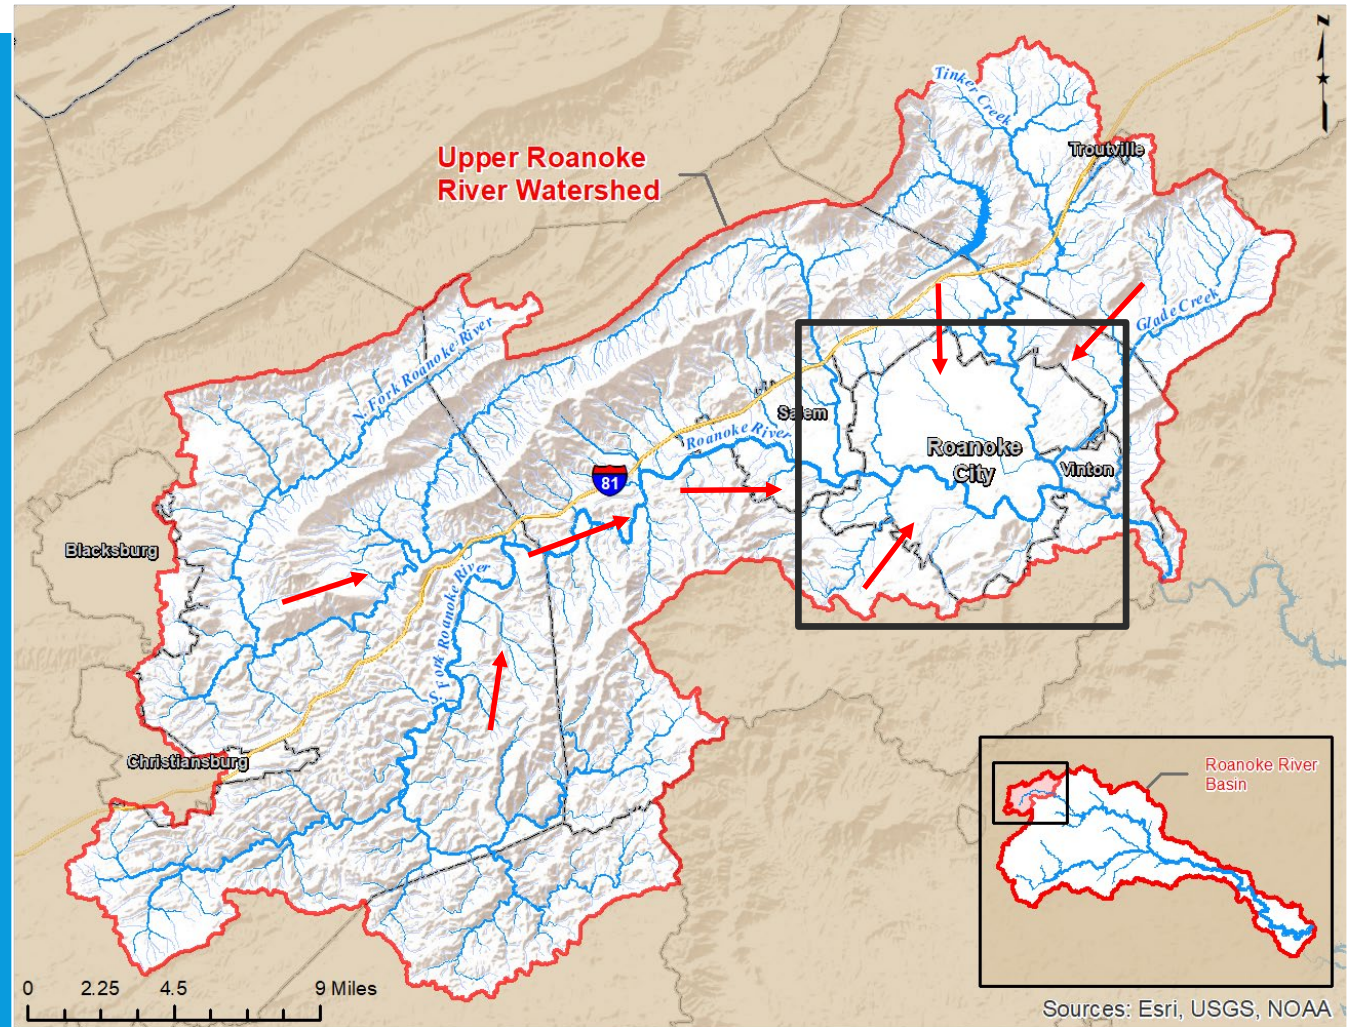 N
Tinker Creek
Troutville
Upper Roanoke
River Watershed
Glade Creek
N. Fork Roanoke River
Salem
Roanoke River
Roanoke
City
Vinton
81
Blacksburg
S. Fork Roanoke River
Christiansburg
Roanoke River
Basin
0 2.25 4.5 9 Miles
Sources: Esri, USGS, NOAA